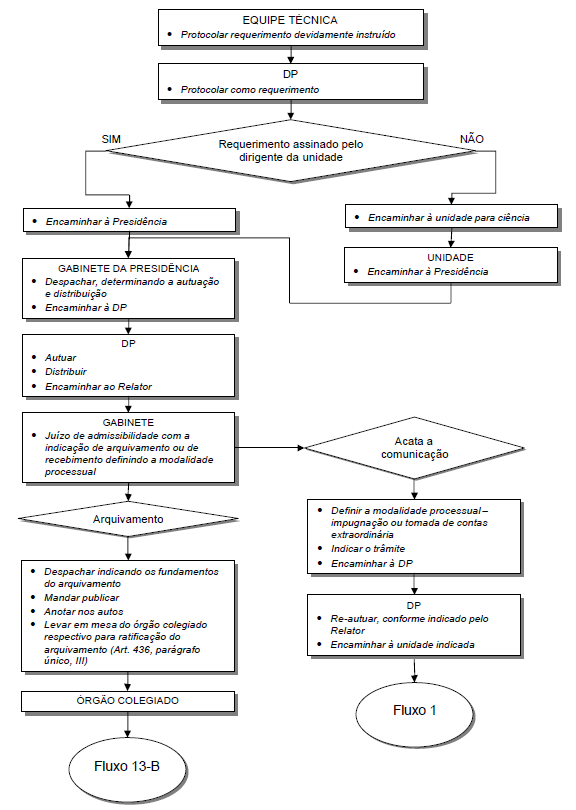 EQUIPE TÉCNICA
• Protocolar requerimento devidamente instruído
DP
• Protocolar como requerimento
Requerimento assinado pelo
dirigente da unidade
SIM
NÃO
• Encaminhar à Presidência
• Encaminhar à unidade para ciência
UNIDADE
• Encaminhar à Presidência
GABINETE DA PRESIDÊNCIA
• Despachar, determinando a autuação
e distribuição
• Encaminhar à DP
DP
• Autuar
• Distribuir
• Encaminhar ao Relator
GABINETE
• Juízo de admissibilidade com a
indicação de arquivamento ou de
recebimento definindo a modalidade
processual
Acata a
comunicação
Arquivamento
• Despachar indicando os fundamentos
do arquivamento
• Mandar publicar
• Anotar nos autos
• Levar em mesa do órgão colegiado
respectivo para ratificação do
arquivamento (Art. 436, parágrafo
único, III)
ÓRGÃO COLEGIADO
Fluxo 13-B
• Definir a modalidade processual –
impugnação ou tomada de contas
extraordinária
• Indicar o trâmite
• Encaminhar à DP
DP
• Re-autuar, conforme indicado pelo
Relator
• Encaminhar à unidade indicada
Fluxo 1